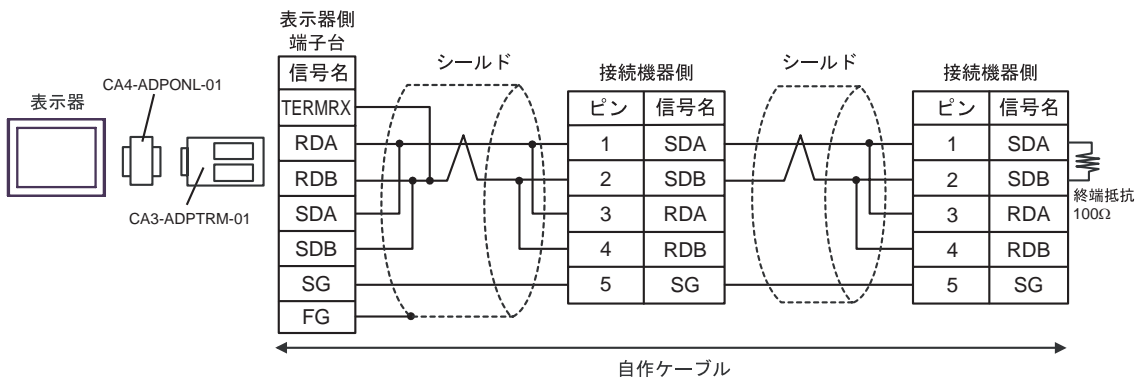 表示器
CA4-ADPONL-01
CA3-ADPTRM-01
表示器側
端子台
信号名
TERMRX
RDA
RDB
SDA
SDB
SG
FG
シールド
接続機器側
ピン 信号名
1 SDA
2 SDB
3 RDA
4 RDB
5 SG
シールド
接続機器側
ピン 信号名
1 SDA
2 SDB
3 RDA
4 RDB
5 SG
終端抵抗
100Ω
自作ケーブル